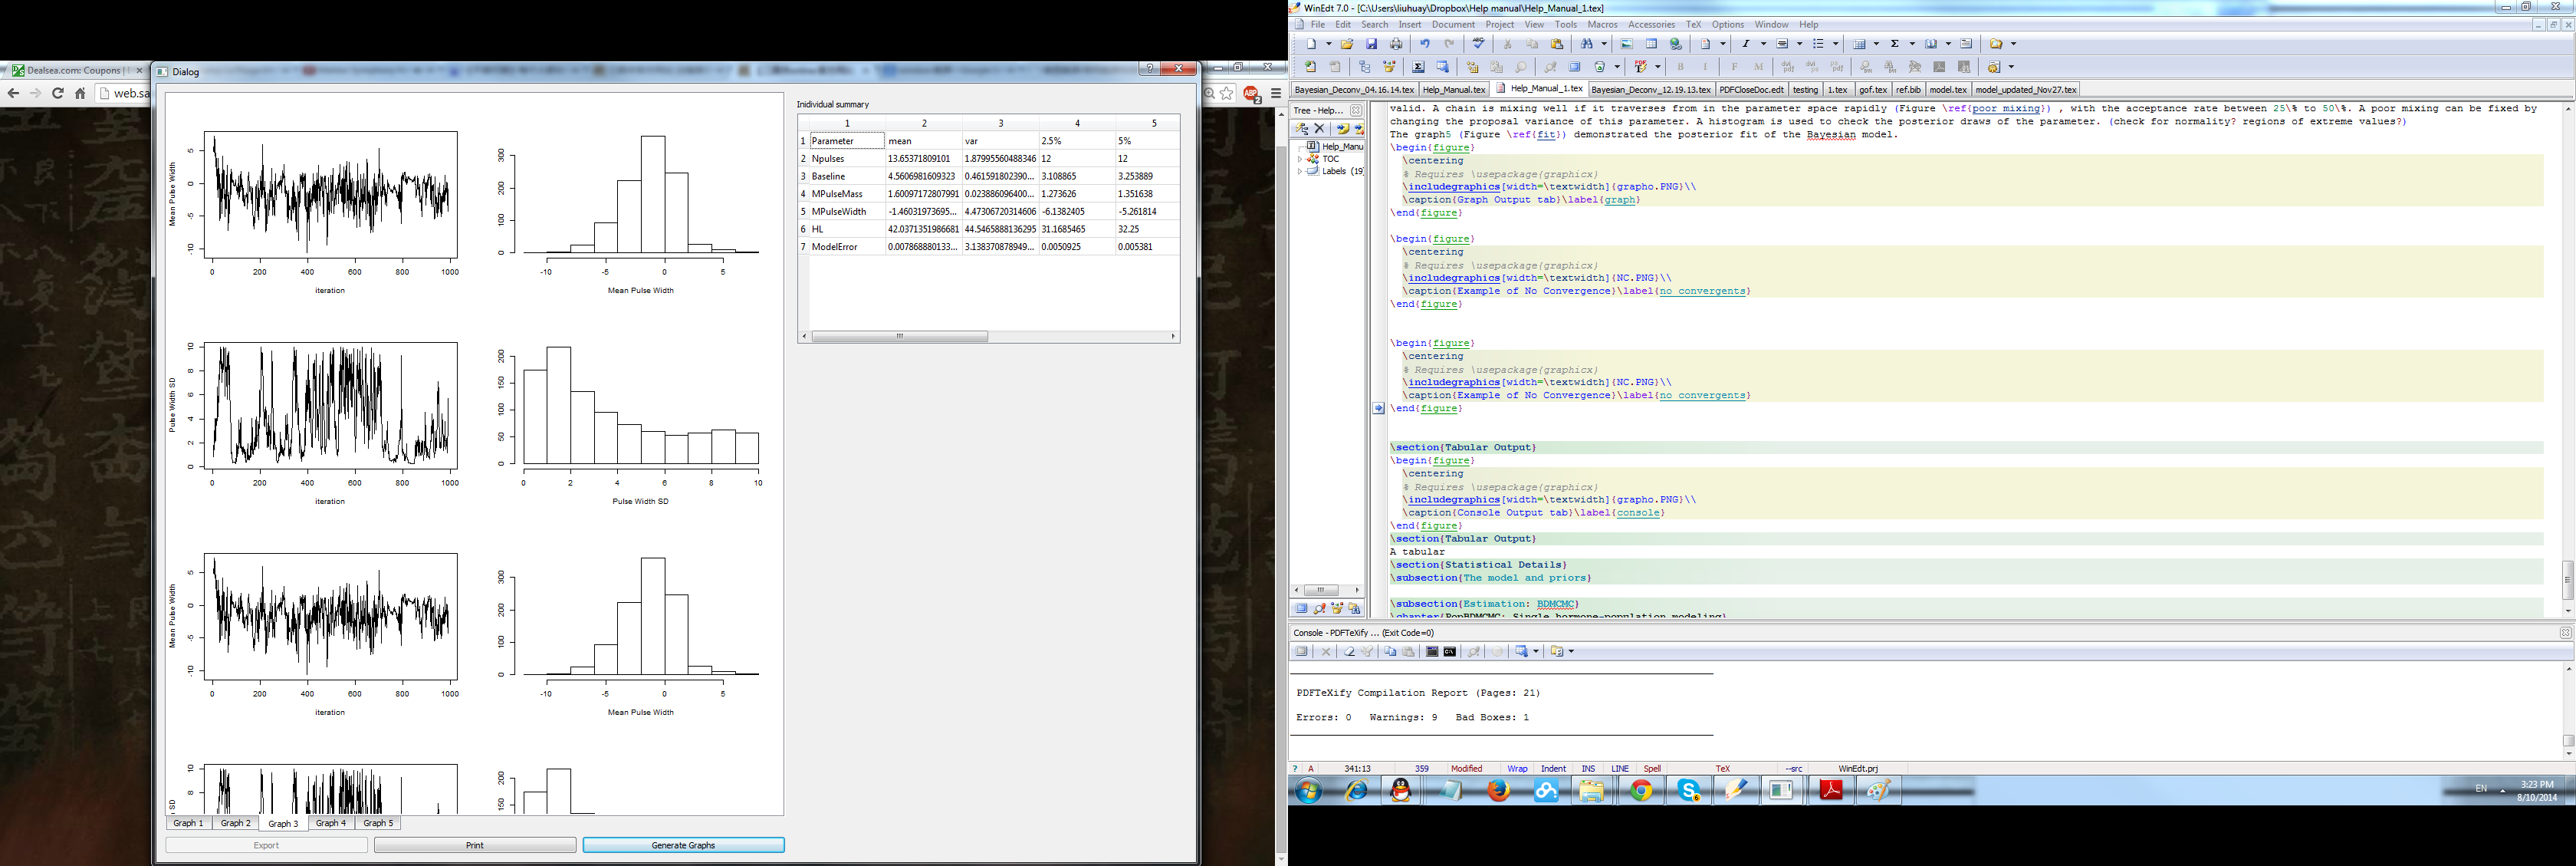 Dealsea.com: Coupons |
web.sa
Dialog
Mean Pulse Width
iteration
Mean Pulse Width
Pulse Width SD
iteration
Pulse Width SD
Mean Pulse Width
iteration
Mean Pulse Width
Graph 1 Graph 2 Graph 3 Graph 4 Graph 5
Export Print Generate Graphs
Inidividual summary
1 2 3 4 5
1 Parameter mean var 2.5% 5%
2 Npulses 13.65371809101 1.87995560488346 12 12
3 Baseline 4.5606981609323 0.461591802390... 3.108865 3.253889
4 MPulseMass 1.60097172807991 0.023886096400... 1.273626 1.351638
5 MPulseWidth -1.46031973695... 4.47306720314606 -6.1382405 -5.261814
6 HL 42.0371351986681 44.5465888136295 31.1685465 32.25
7 ModelError 0.007868880133... 3.138370878949... 0.0050925 0.005381
WinEdt 7.0 - [C:\Users\liuhuay\Dropbox\Help manual\Help_Manual_1.tex]
File Edit Search Insert Document Project View Tools Macros Accessories TeX Options Window Help
Bayesian_Deconv_04.16.14.tex Help_Manual.tex Help_Manual_1.tex Bayesian_Deconv_12.19.13.tex PDFCloseDoc.edt testing 1.tex gof.tex ref.bib model.tex model_updated_Nov27.tex
Tree - Help...
Help_Manu
TOC
Labels (19)
valid. A chain is mixing well if it traverses from in the parameter space rapidly (Figure \ref{poor mixing}) , with the acceptance rate between 25\% to 50\%. A poor mixing can be fixed by
changing the proposal variance of this parameter. A histogram is used to check the posterior draws of the parameter. (check for normality? regions of extreme values?)
The graph5 (Figure \ref{fit}) demonstrated the posterior fit of the Bayesian model.
\begin{figure}
\centering
% Requires \usepackage{graphicx}
\includegraphics[width=\textwidth]{grapho.PNG}\\
\caption{Graph Output tab}\label{graph}
\end{figure}
\begin{figure}
\centering
% Requires \usepackage{graphicx}
\includegraphics[width=\textwidth]{NC.PNG}\\
\caption{Example of No Convergence}\label{no convergents}
\end{figure}
\begin{figure}
\centering
% Requires \usepackage{graphicx}
\includegraphics[width=\textwidth]{NC.PNG}\\
\caption{Example of No Convergence}\label{no convergents}
\end{figure}
\section{Tabular Output}
\begin{figure}
\centering
% Requires \usepackage{graphicx}
\includegraphics[width=\textwidth]{grapho.PNG}\\
\caption{Console Output tab}\label{console}
\end{figure}
\section{Tabular Output}
A tabular
\section{Statistical Details}
\subsection{The model and priors}
\subsection{Estimation: BDMCMC}
\chapter{PopBDMCMC: Single hormone-population modeling}
Console - PDFTeXify ... (Exit Code=0)
PDFTeXify Compilation Report (Pages: 21)
Errors: 0 Warnings: 9 Bad Boxes: 1
? A 341:13 359 Modified Wrap Indent INS LINE Spell TeX --src WinEdt.prj
EN 3:23 PM
8/10/2014